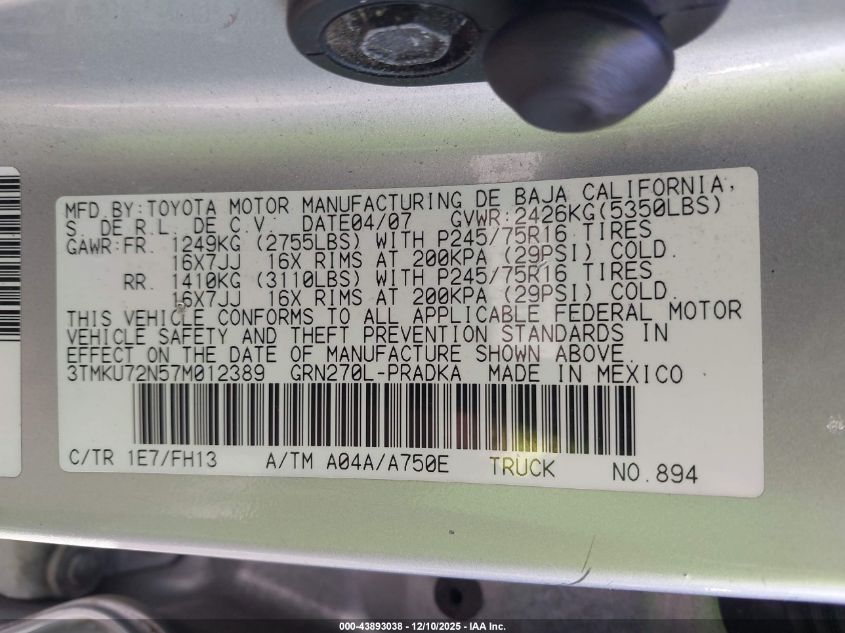 MFD.BY:TOYOTA MOTOR MANUFACTURING DE BAJA CALIFORNIA,
S. DE R.L. DE C.V. DATE04/07 GVWR:2426KG(5350LBS)
GAWR:FR. 1249KG (2755LBS) WITH P245/75R16 TIRES
16X7JJ 16X RIMS AT 200KPA (29PSI) COLD.
RR. 1410KG (3110LBS) WITH P245/75R16 TIRES
16X7JJ 16X RIMS AT 200KPA (29PSI) COLD.
THIS VEHICLE CONFORMS TO ALL APPLICABLE FEDERAL MOTOR
VEHICLE SAFETY AND THEFT PREVENTION STANDARDS IN
EFFECT ON THE DATE OF MANUFACTURE SHOWN ABOVE.
3TMKU72N57M012389 GRN270L-PRADKA MADE IN MEXICO
C/TR 1E7/FH13 A/TM A04A/A750E TRUCK NO.894
000-43893038 - 12/10/2025 - IAA Inc.